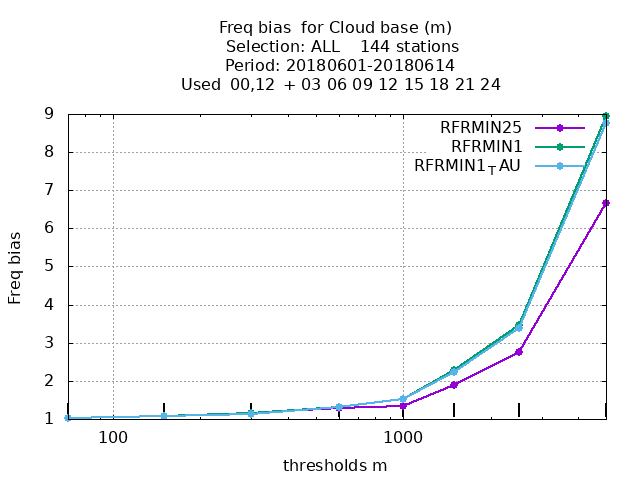 Freq bias  for Cloud base (m)
Selection: ALL    144 stations
Period: 20180601-20180614
Used  00,12  + 03 06 09 12 15 18 21 24
9
8
7
6
5
4
3
2
1
Freq bias
RFRMIN25
RFRMIN1
RFRMIN1TAU
100
1000
thresholds m